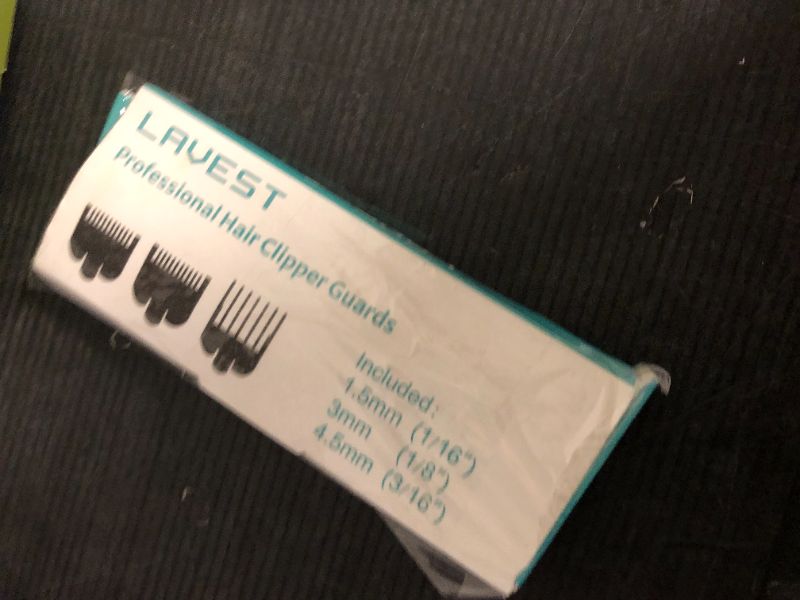 LAVEST
Professional Hair Clipper Guards
Included:
1.5mm (1/16")
3mm (1/8")
4.5mm (3/16")